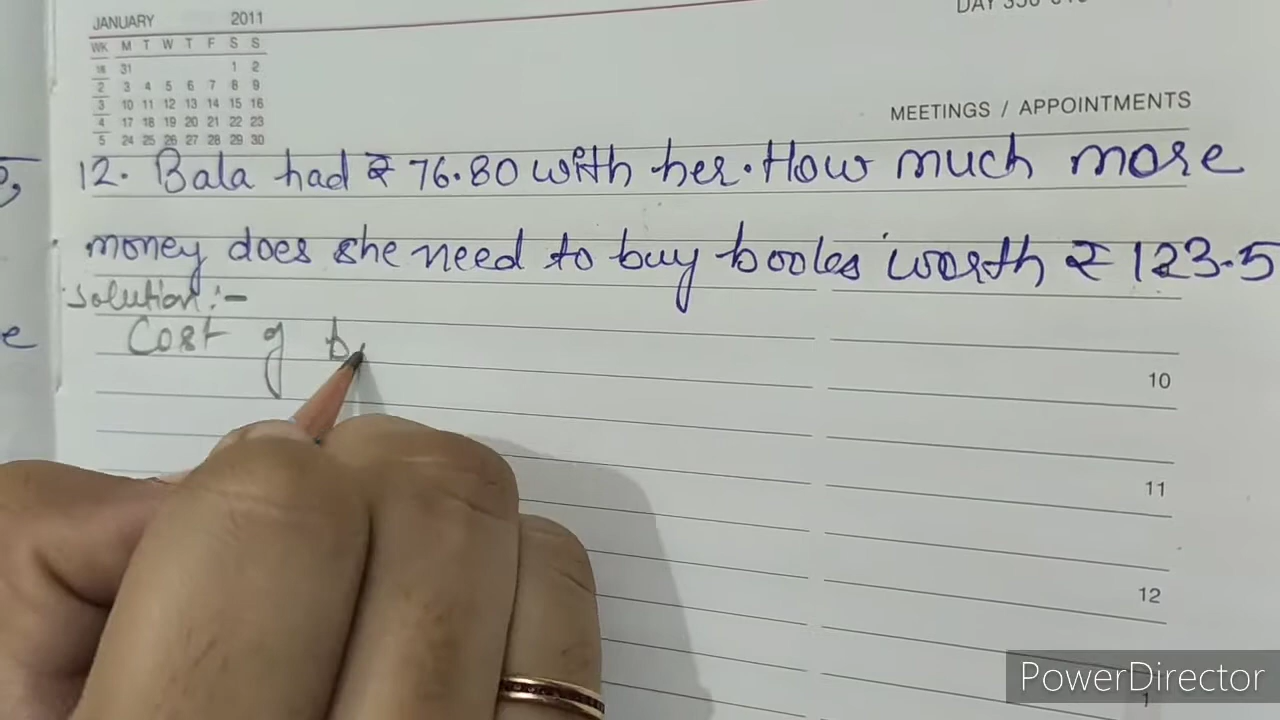 JANUARY 2011
WK M T W T F S S
31 1 2
2 3 4 5 6 7 8 9
3 10 11 12 13 14 15 16
4 17 18 19 20 21 22 23
5 24 25 26 27 28 29 30
MEETINGS / APPOINTMENTS
12. Bala had ₹ 76.80 with her. How much more
money does she need to buy books worth ₹ 123.5
Solution:-
e
Cost of b
10
11
12
1
PowerDirector